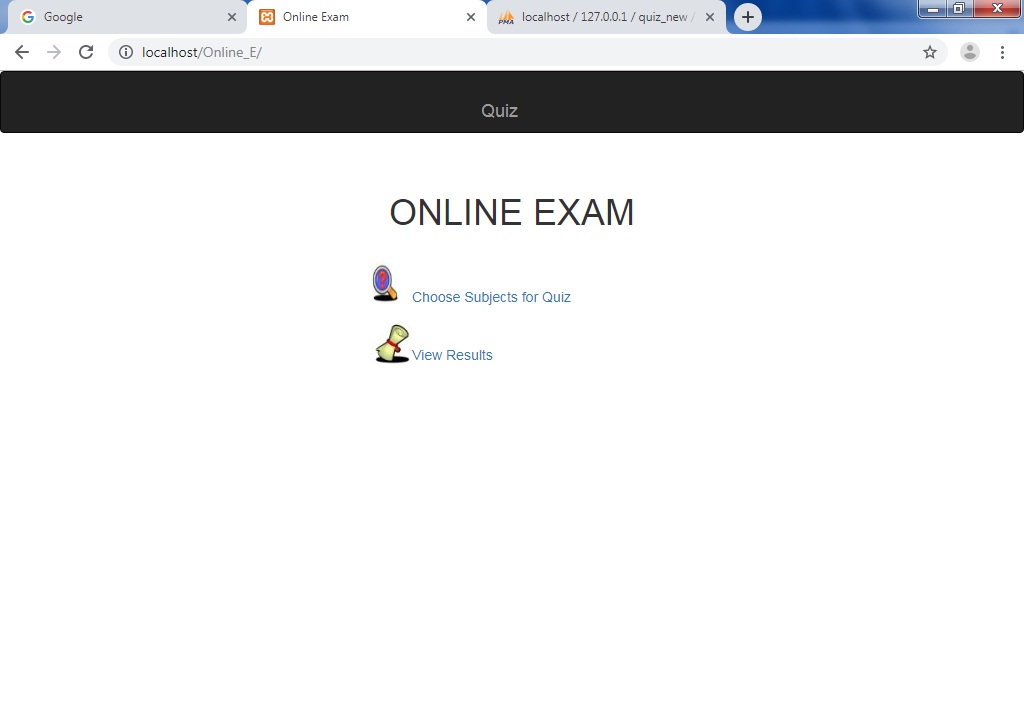 Google
Online Exam
localhost / 127.0.0.1 / quiz_new /
localhost/Online_E/
Quiz
ONLINE EXAM
Choose Subjects for Quiz
View Results